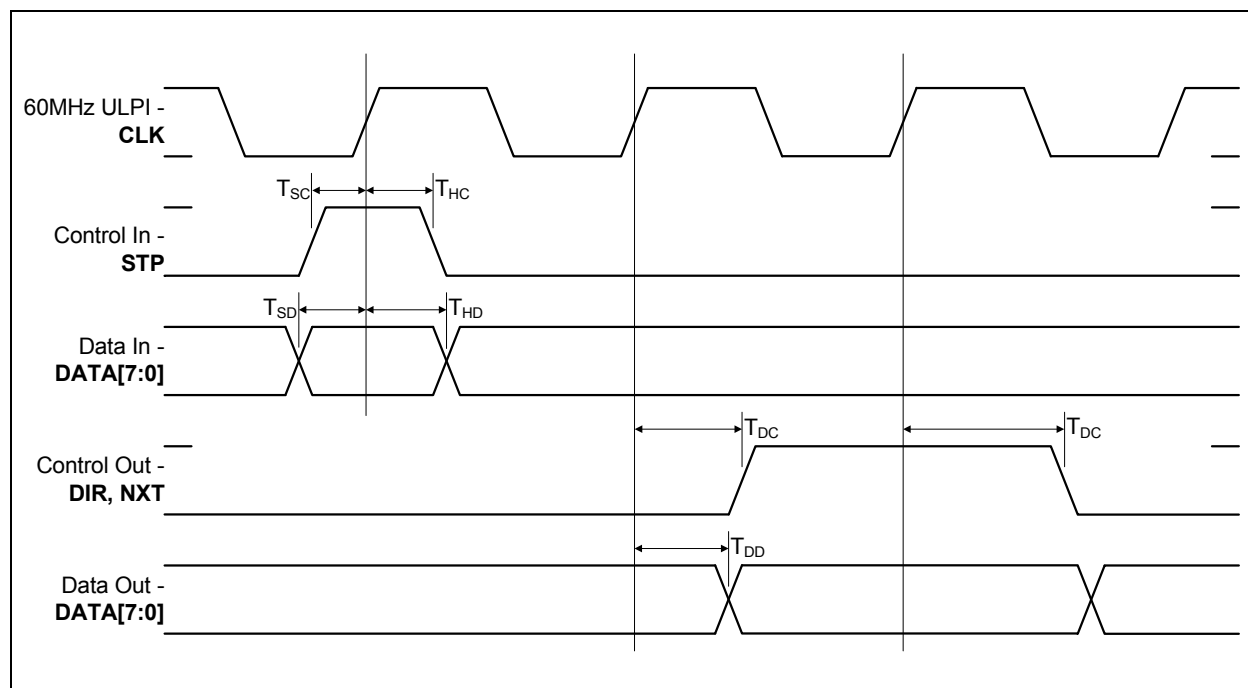 60MHz ULPI -
CLK
TSC
THC
Control In -
STP
TSD
THD
Data In -
DATA[7:0]
TDC
TDC
Control Out -
DIR, NXT
TDD
Data Out -
DATA[7:0]